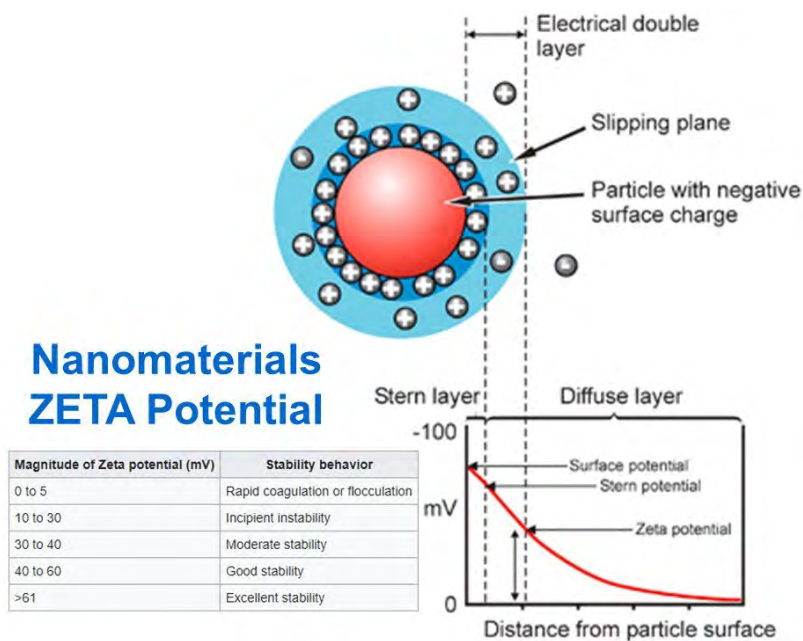 Electrical double
layer
Slipping plane
Particle with negative
surface charge
Nanomaterials
ZETA Potential
Magnitude of Zeta potential (mV) Stability behavior
0 to 5 Rapid coagulation or flocculation
10 to 30 Incipient instability
30 to 40 Moderate stability
40 to 60 Good stability
>61 Excellent stability
Stern layer Diffuse layer
-100
Surface potential
Stern potential
mV
Zeta potential
0
Distance from particle surface